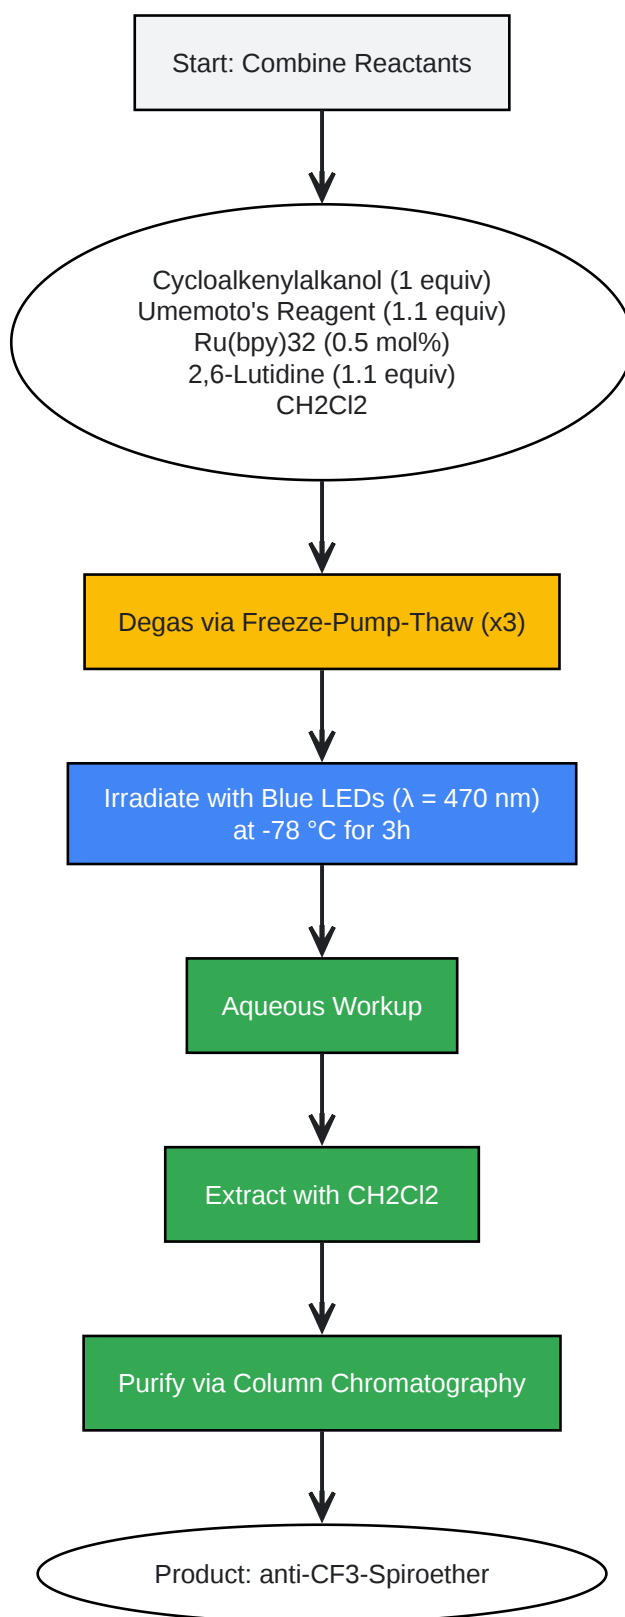 Start: Combine Reactants
Cycloalkenylalkanol (1 equiv)
Umemoto's Reagent (1.1 equiv)
Ru(bpy)32 (0.5 mol%)
2,6-Lutidine (1.1 equiv)
CH2Cl2
Degas via Freeze-Pump-Thaw (x3)
Irradiate with Blue LEDs (λ = 470 nm)
at -78 °C for 3h
Aqueous Workup
Extract with CH2Cl2
Purify via Column Chromatography
Product: anti-CF3-Spiroether